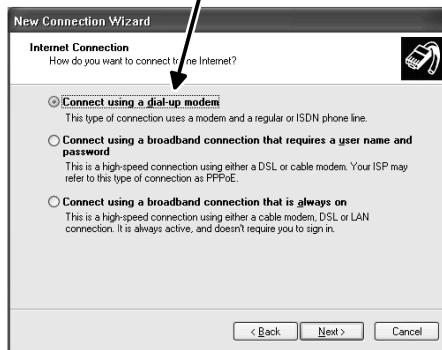 New Connection Wizard
Internet Connection
How do you want to connect to the Internet?
Connect using a dial-up modem
This type of connection uses a modem and a regular or ISDN phone line.
Connect using a broadband connection that requires a user name and
password
This is a high-speed connection using either a DSL or cable modem. Your ISP may
refer to this type of connection as PPPoE.
Connect using a broadband connection that is always on
This is a high-speed connection using either a cable modem, DSL or LAN
connection. It is always active, and doesn't require you to sign in.
< Back
Next >
Cancel